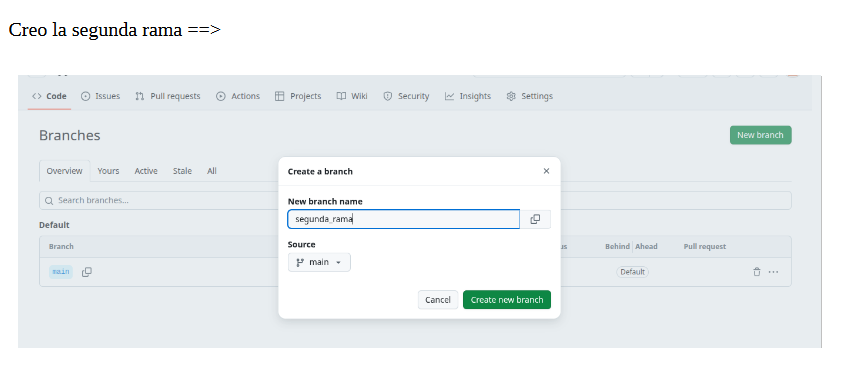 Creo la segunda rama ==>
Code Issues Pull requests Actions Projects Wiki Security Insights Settings
Branches
New branch
Overview Yours Active Stale All
Create a branch
Search branches...
New branch name
segunda_rama
Default
Source
Branch
Behind Ahead Pull request
main
main
Default
Cancel Create new branch